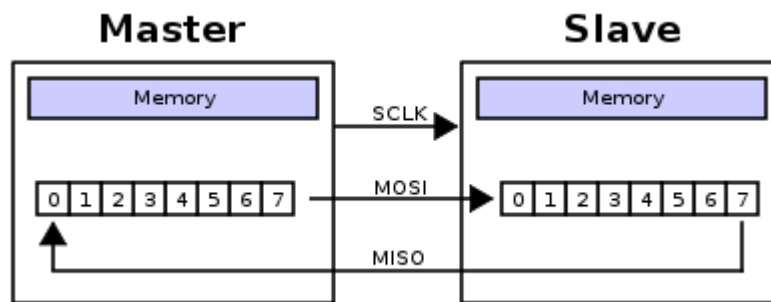 Master Slave
Memory Memory
SCLK
0 1 2 3 4 5 6 7 MOSI 0 1 2 3 4 5 6 7
MISO